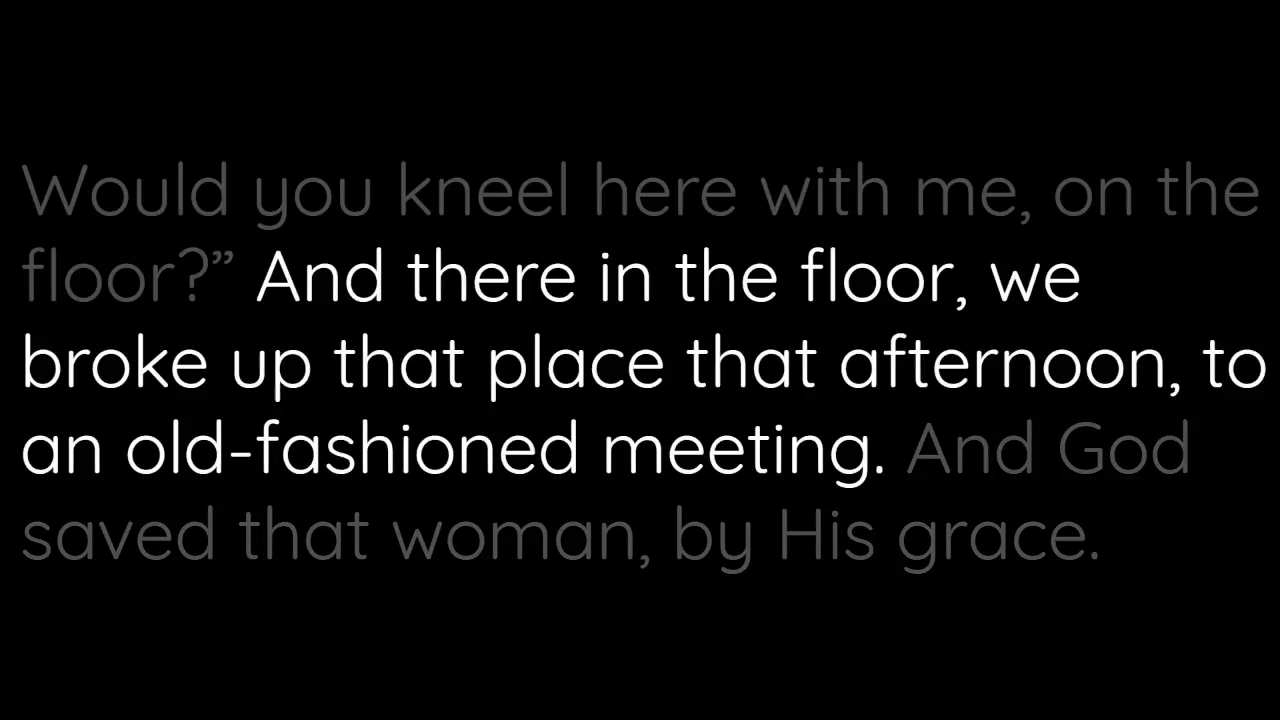 Would you kneel here with me, on the
floor?” And there in the floor, we
broke up that place that afternoon, to
an old-fashioned meeting. And God
saved that woman, by His grace.